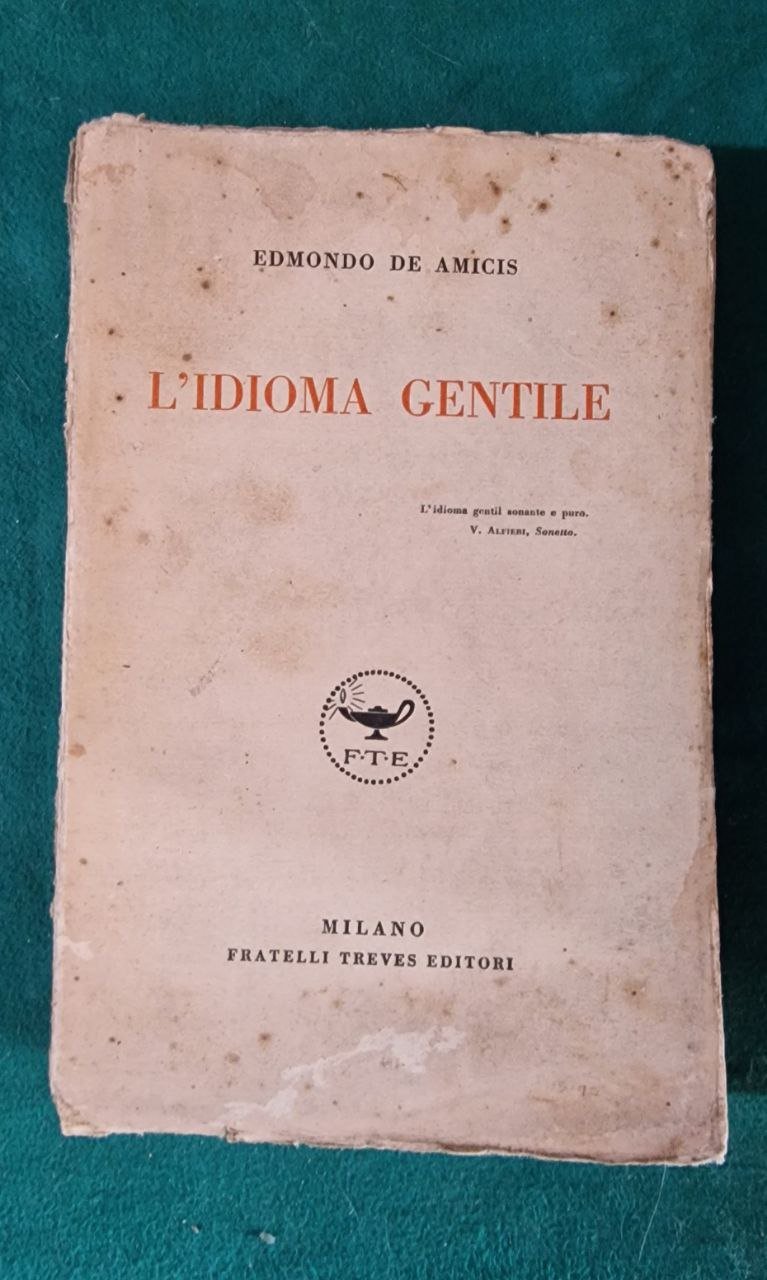 EDMONDO DE AMICIS
L'IDIOMA GENTILE
L'idioma gentil sonante e puro.
V. ALFIERI, Sonetto.
F·T·E
MILANO
FRATELLI TREVES EDITORI